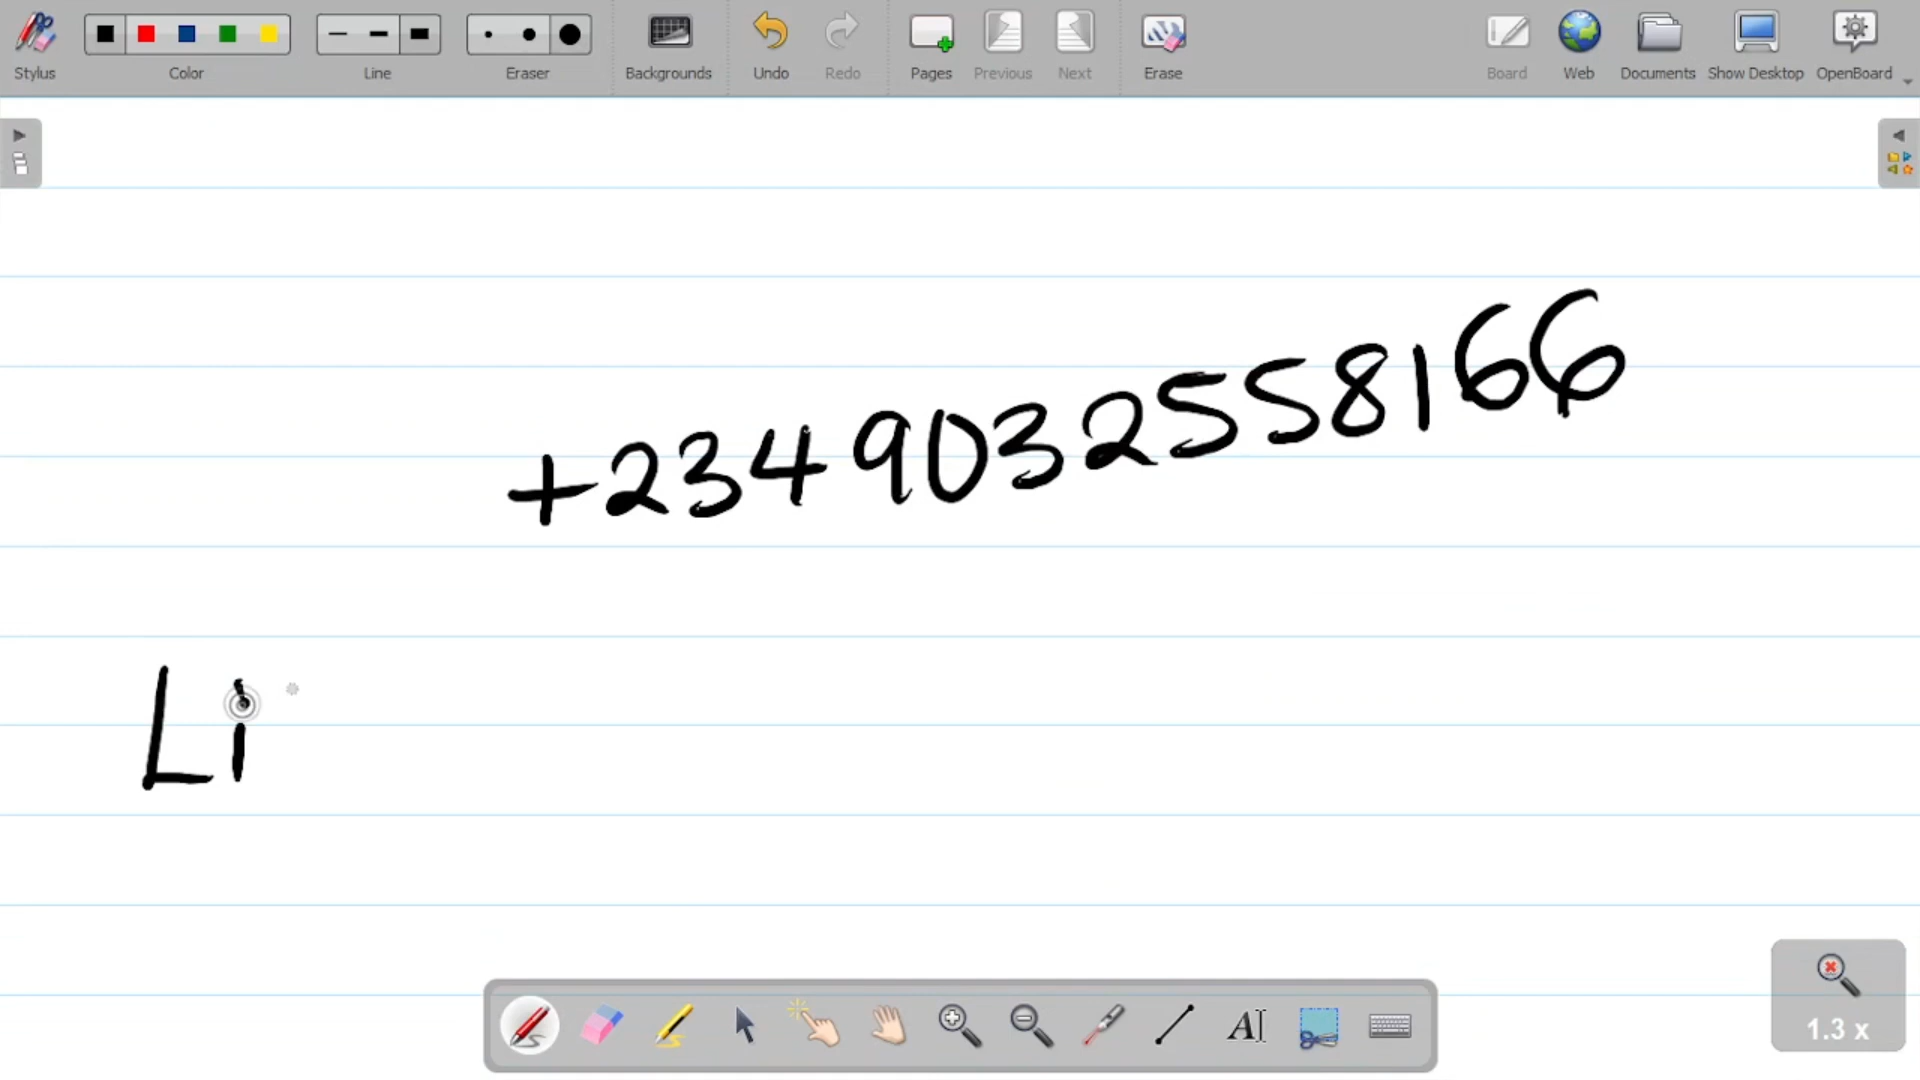 Stylus Color Line Eraser Backgrounds Undo Redo Pages Previous Next Erase Board Web Documents Show Desktop OpenBoard
+2349032558166
Li
1.3 x